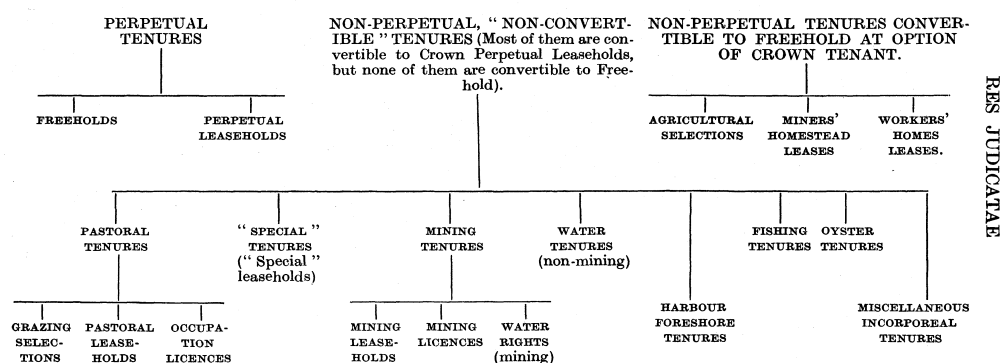 PERPETUAL
TENURES
NON-PERPETUAL, “ NON-CONVERT-
IBLE ” TENURES (Most of them are con-
vertible to Crown Perpetual Leaseholds,
but none of them are convertible to Free-
hold).
NON-PERPETUAL TENURES CONVER-
TIBLE TO FREEHOLD AT OPTION
OF CROWN TENANT.
FREEHOLDS
PERPETUAL
LEASEHOLDS
AGRICULTURAL
SELECTIONS
MINERS'
HOMESTEAD
LEASES
WORKERS'
HOMES
LEASES.
RES JUDICATAE
PASTORAL
TENURES
“ SPECIAL ”
TENURES
(“ Special ”
leaseholds)
MINING
TENURES
WATER
TENURES
(non-mining)
HARBOUR
FORESHORE
TENURES
FISHING
TENURES
OYSTER
TENURES
MISCELLANEOUS
INCORPOREAL
TENURES
GRAZING
SELEC-
TIONS
PASTORAL
LEASE-
HOLDS
OCCUPA-
TION
LICENCES
MINING
LEASE-
HOLDS
MINING
LICENCES
WATER
RIGHTS
(mining)